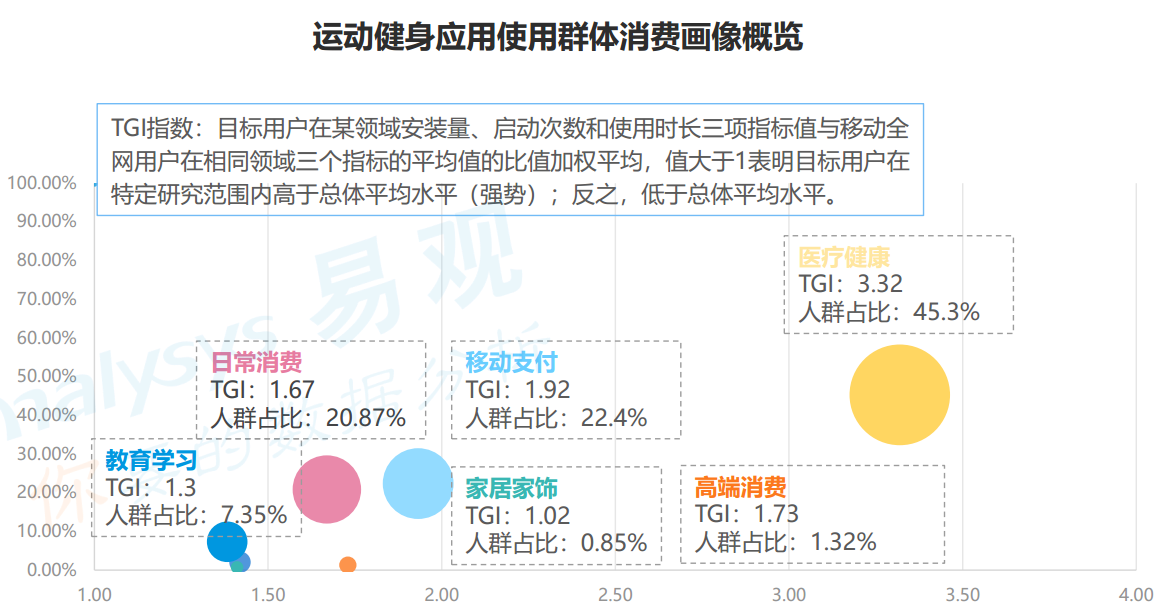 运动健身应用使用群体消费画像概览
TGI指数：目标用户在某领域安装量、启动次数和使用时长三项指标值与移动全
网用户在相同领域三个指标的平均值的比值加权平均，值大于1表明目标用户在
特定研究范围内高于总体平均水平（强势）；反之，低于总体平均水平。
100.00%
90.00%
80.00%
70.00%
60.00%
50.00%
40.00%
30.00%
20.00%
10.00%
0.00%
医疗健康
TGI：3.32
人群占比：45.3%
日常消费
TGI：1.67
人群占比：20.87%
移动支付
TGI：1.92
人群占比：22.4%
教育学习
TGI：1.3
人群占比：7.35%
家居家饰
TGI：1.02
人群占比：0.85%
高端消费
TGI：1.73
人群占比：1.32%
1.00
1.50
2.00
2.50
3.00
3.50
4.00
nalysys 易观
你要的数据分析